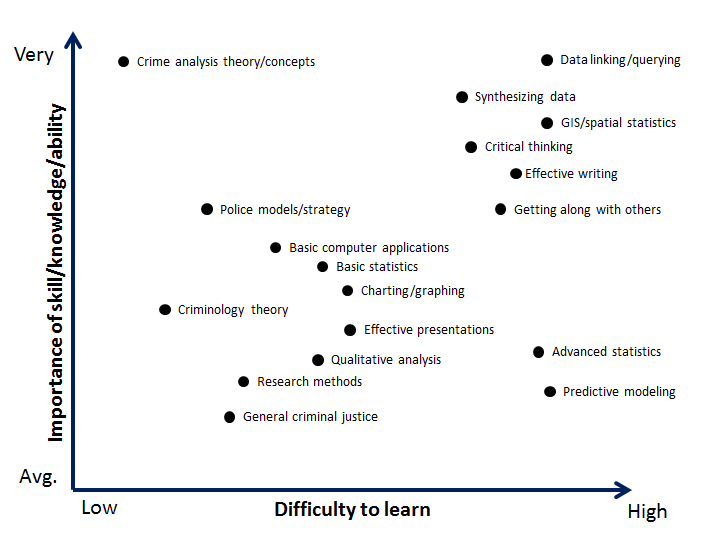 Very
Crime analysis theory/concepts
Data linking/querying
Synthesizing data
GIS/spatial statistics
Critical thinking
Effective writing
Police models/strategy
Getting along with others
Basic computer applications
Basic statistics
Charting/graphing
Criminology theory
Effective presentations
Advanced statistics
Qualitative analysis
Research methods
Predictive modeling
General criminal justice
Importance of skill/knowledge/ability
Avg.
Low
Difficulty to learn
High